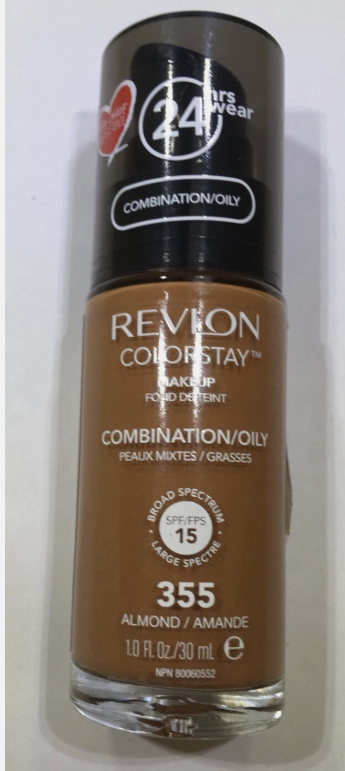 24
hrs
wear
COMBINATION/OILY
REVLON
COLORSTAY™
MAKEUP
FOND DE TEINT
COMBINATION/OILY
PEAUX MIXTES / GRASSES
BROAD SPECTRUM
SPF/FPS
15
LARGE SPECTRE
355
ALMOND / AMANDE
1.0 Fl. Oz./30 mL e
NPN 80060552